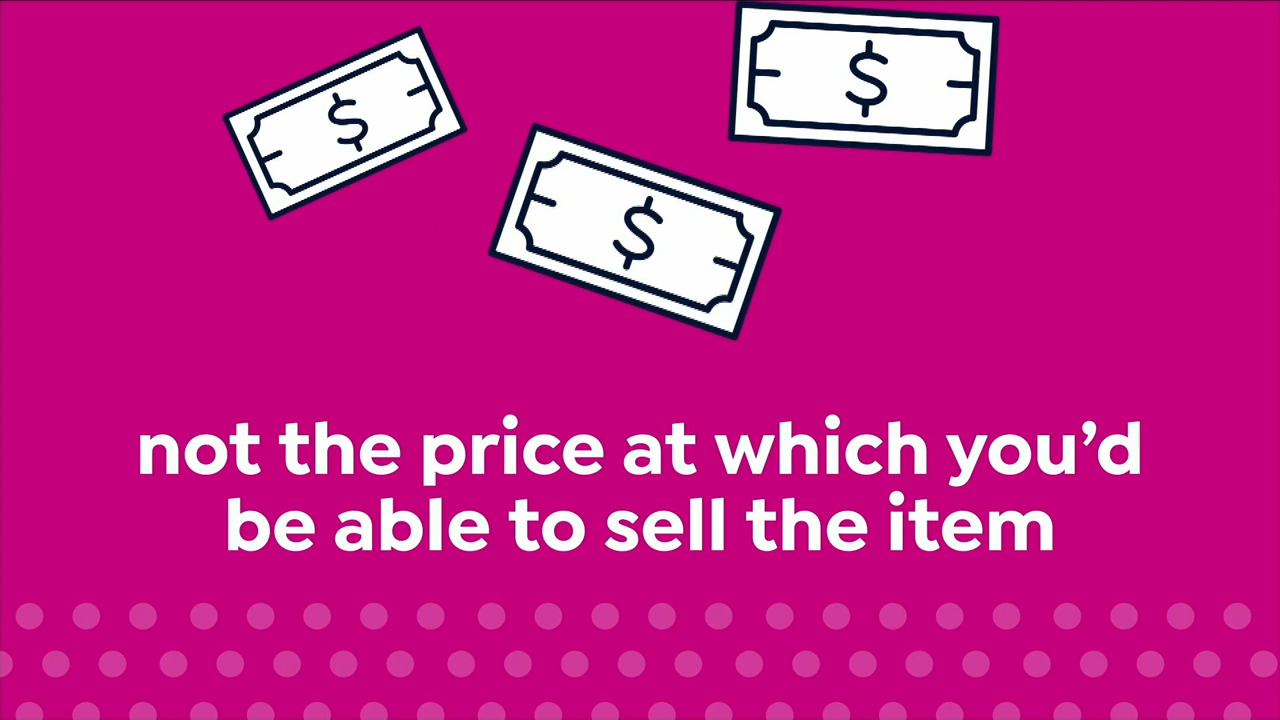 $
$
$
not the price at which you’d
be able to sell the item